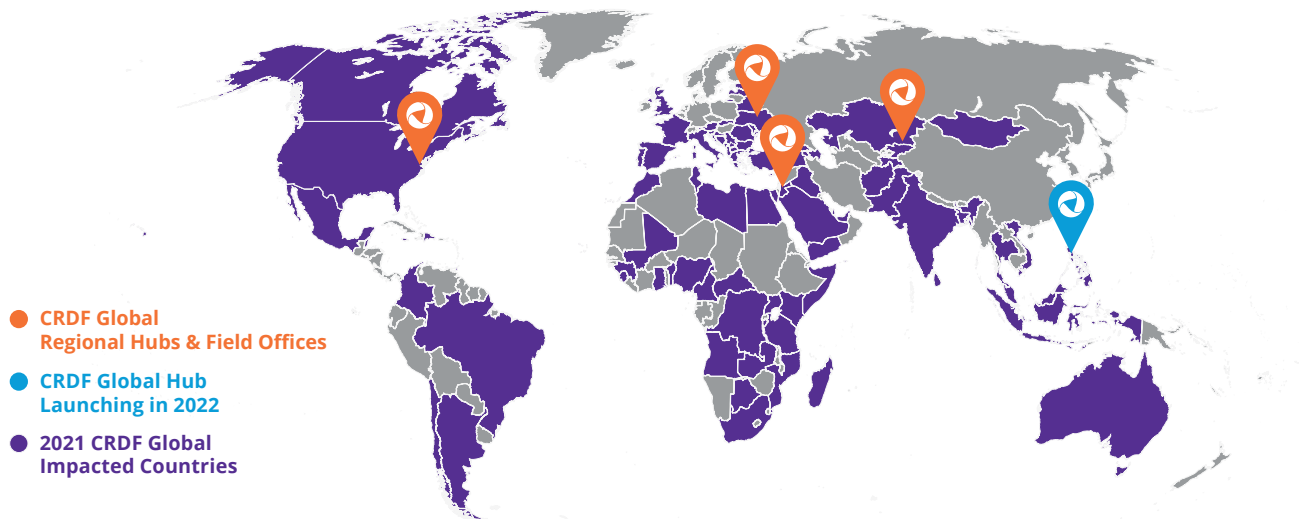 CRDF Global
Regional Hubs & Field Offices
CRDF Global Hub
Launching in 2022
2021 CRDF Global
Impacted Countries